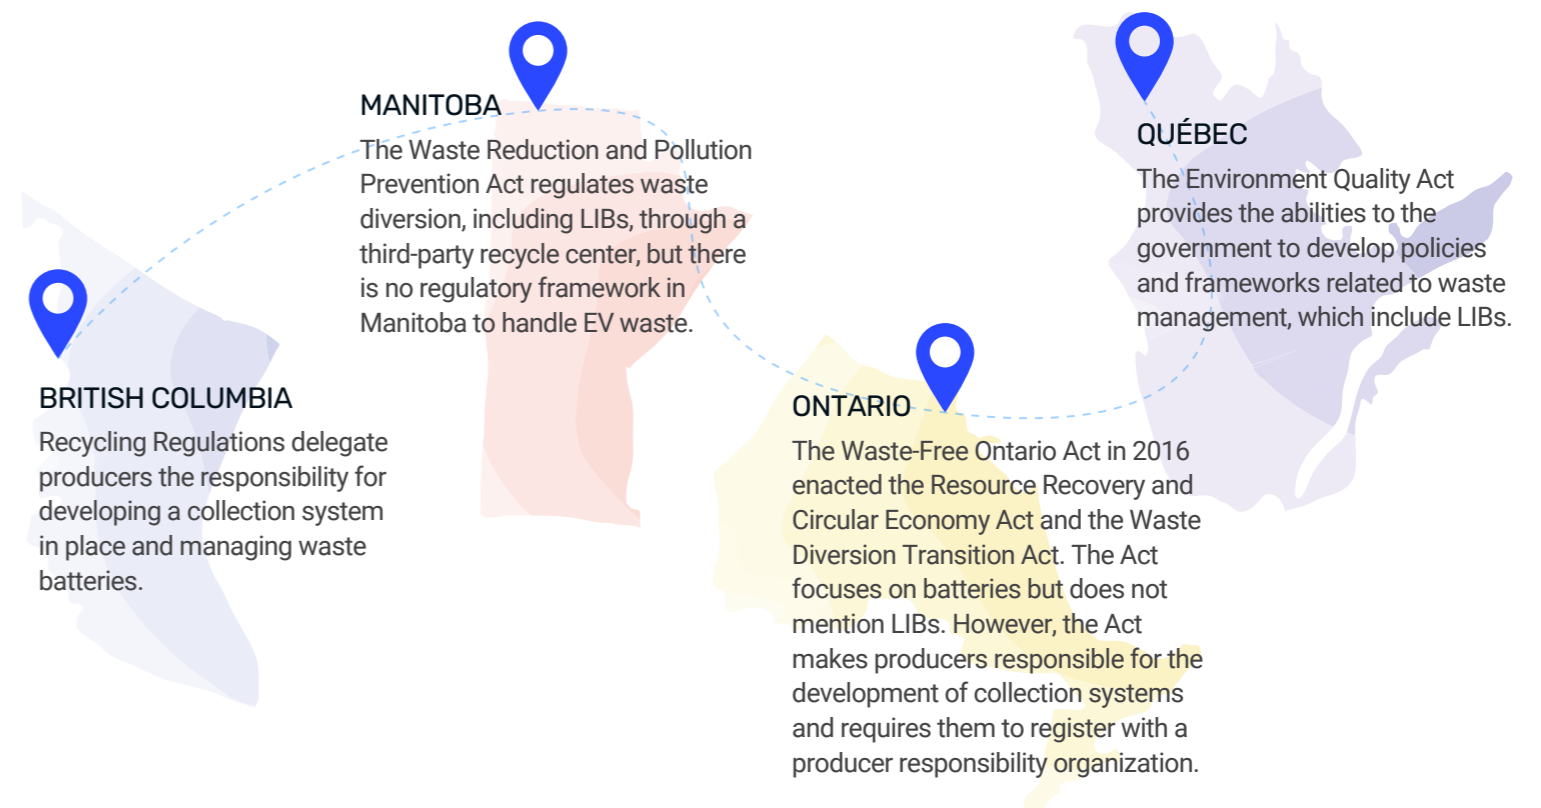 MANITOBA
The Waste Reduction and Pollution
Prevention Act regulates waste
diversion, including LIBs, through a
third-party recycle center, but there
is no regulatory framework in
Manitoba to handle EV waste.
QUÉBEC
The Environment Quality Act
provides the abilities to the
government to develop policies
and frameworks related to waste
management, which include LIBs.
BRITISH COLUMBIA
Recycling Regulations delegate
producers the responsibility for
developing a collection system
in place and managing waste
batteries.
ONTARIO
The Waste-Free Ontario Act in 2016
enacted the Resource Recovery and
Circular Economy Act and the Waste
Diversion Transition Act. The Act
focuses on batteries but does not
mention LIBs. However, the Act
makes producers responsible for the
development of collection systems
and requires them to register with a
producer responsibility organization.